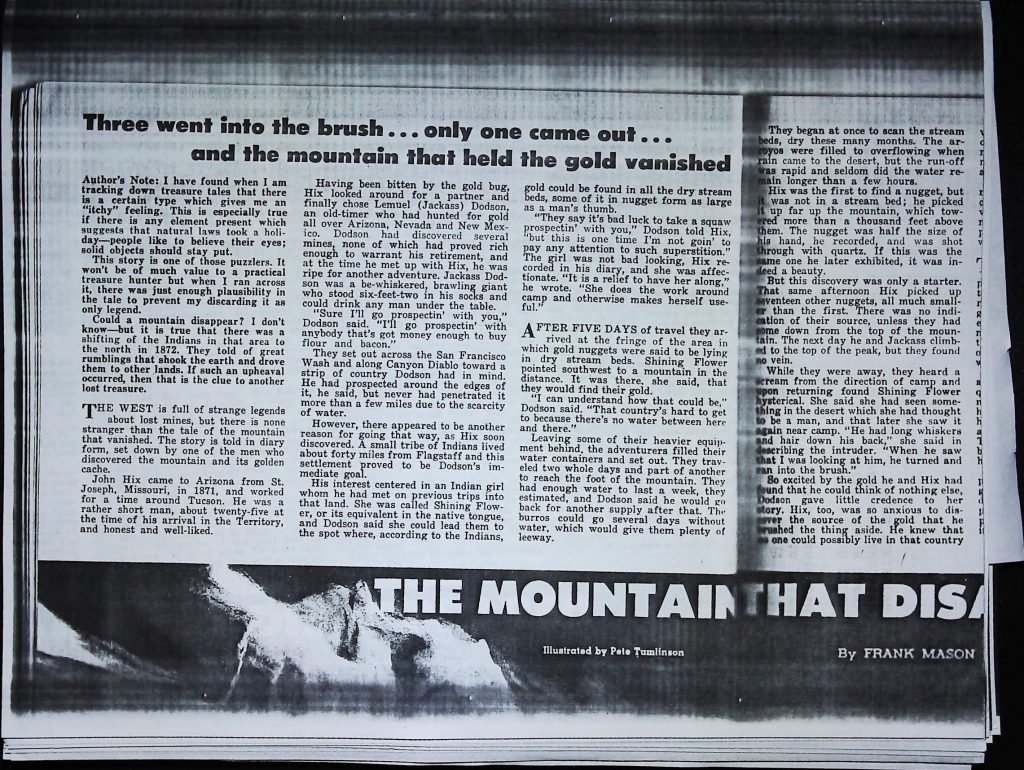 Three went into the brush . . . only one came out . . .
and the mountain that held the gold vanished
Author's Note: I have found when I am
tracking down treasure tales that there
is a certain type which gives me an
"itchy" feeling. This is especially true
if there is any element present which
suggests that natural laws took a holi-
day—people like to believe their eyes;
solid objects should stay put.
This story is one of those puzzlers. It
won't be of much value to a practical
treasure hunter but when I ran across
it, there was just enough plausibility in
the tale to prevent my discarding it as
only legend.
Could a mountain disappear? I don't
know—but it is true that there was a
shifting of the Indians in that area to
the north in 1872. They told of great
rumblings that shook the earth and drove
them to other lands. If such an upheaval
occurred, then that is the clue to another
lost treasure.
THE WEST is full of strange legends
about lost mines, but there is none
stranger than the tale of the mountain
that vanished. The story is told in diary
form, set down by one of the men who
discovered the mountain and its golden
cache.
John Hix came to Arizona from St.
Joseph, Missouri, in 1871, and worked
for a time around Tucson. He was a
rather short man, about twenty-five at
the time of his arrival in the Territory,
and honest and well-liked.
Having been bitten by the gold bug,
Hix looked around for a partner and
finally chose Lemuel (Jackass) Dodson,
an old-timer who had hunted for gold
all over Arizona, Nevada and New Mex-
ico. Dodson had discovered several
mines, none of which had proved rich
enough to warrant his retirement, and
at the time he met up with Hix, he was
ripe for another adventure. Jackass Dod-
son was a be-whiskered, brawling giant
who stood six-feet-two in his socks and
could drink any man under the table.
"Sure I'll go prospectin' with you,"
Dodson said. "I'll go prospectin' with
anybody that's got money enough to buy
flour and bacon."
They set out across the San Francisco
Wash and along Canyon Diablo toward a
strip of country Dodson had in mind.
He had prospected around the edges of
it, he said, but never had penetrated it
more than a few miles due to the scarcity
of water.
However, there appeared to be another
reason for going that way, as Hix soon
discovered. A small tribe of Indians lived
about forty miles from Flagstaff and this
settlement proved to be Dodson's im-
mediate goal.
His interest centered in an Indian girl
whom he had met on previous trips into
that land. She was called Shining Flow-
er, or its equivalent in the native tongue,
and Dodson said she could lead them to
the spot where, according to the Indians,
gold could be found in all the dry stream
beds, some of it in nugget form as large
as a man's thumb.
"They say it's bad luck to take a squaw
prospectin' with you," Dodson told Hix,
"but this is one time I'm not goin' to
pay any attention to such superstition."
The girl was not bad looking, Hix re-
corded in his diary, and she was affec-
tionate. "It is a relief to have her along,"
he wrote. "She does the work around
camp and otherwise makes herself use-
ful."
AFTER FIVE DAYS of travel they ar-
rived at the fringe of the area in
which gold nuggets were said to be lying
in dry stream beds. Shining Flower
pointed southwest to a mountain in the
distance. It was there, she said, that
they would find their gold.
"I can understand how that could be,"
Dodson said. "That country's hard to get
to because there's no water between here
and there."
Leaving some of their heavier equip-
ment behind, the adventurers filled their
water containers and set out. They trav-
eled two whole days and part of another
to reach the foot of the mountain. They
had enough water to last a week, they
estimated, and Dodson said he would go
back for another supply after that. The
burros could go several days without
water, which would give them plenty of
leeway.
They began at once to scan the stream
beds, dry these many months. The ar-
royos were filled to overflowing when
rain came to the desert, but the run-off
was rapid and seldom did the water re-
main longer than a few hours.
Hix was the first to find a nugget, but
it was not in a stream bed; he picked
it up far up the mountain, which tow-
ered more than a thousand feet above
them. The nugget was half the size of
his hand, he recorded, and was shot
through with quartz. If this was the
same one he later exhibited, it was in-
deed a beauty.
But this discovery was only a starter.
That same afternoon Hix picked up
seventeen other nuggets, all much small-
er than the first. There was no indi-
cation of their source, unless they had
come down from the top of the moun-
tain. The next day he and Jackass climb-
ed to the top of the peak, but they found
no vein.
While they were away, they heard a
scream from the direction of camp and
upon returning found Shining Flower
hysterical. She said she had seen some-
thing in the desert which she had thought
to be a man, and that later she saw it
again near camp. "He had long whiskers
and hair down his back," she said in
describing the intruder. "When he saw
that I was looking at him, he turned and
ran into the brush."
So excited by the gold he and Hix had
found that he could think of nothing else,
Dodson gave little credence to her
story. Hix, too, was so anxious to dis-
cover the source of the gold that he
brushed the thing aside. He knew that
no one could possibly live in that country
THE MOUNTAIN THAT DISA
Illustrated by Pete Tumlinson
By FRANK MASON